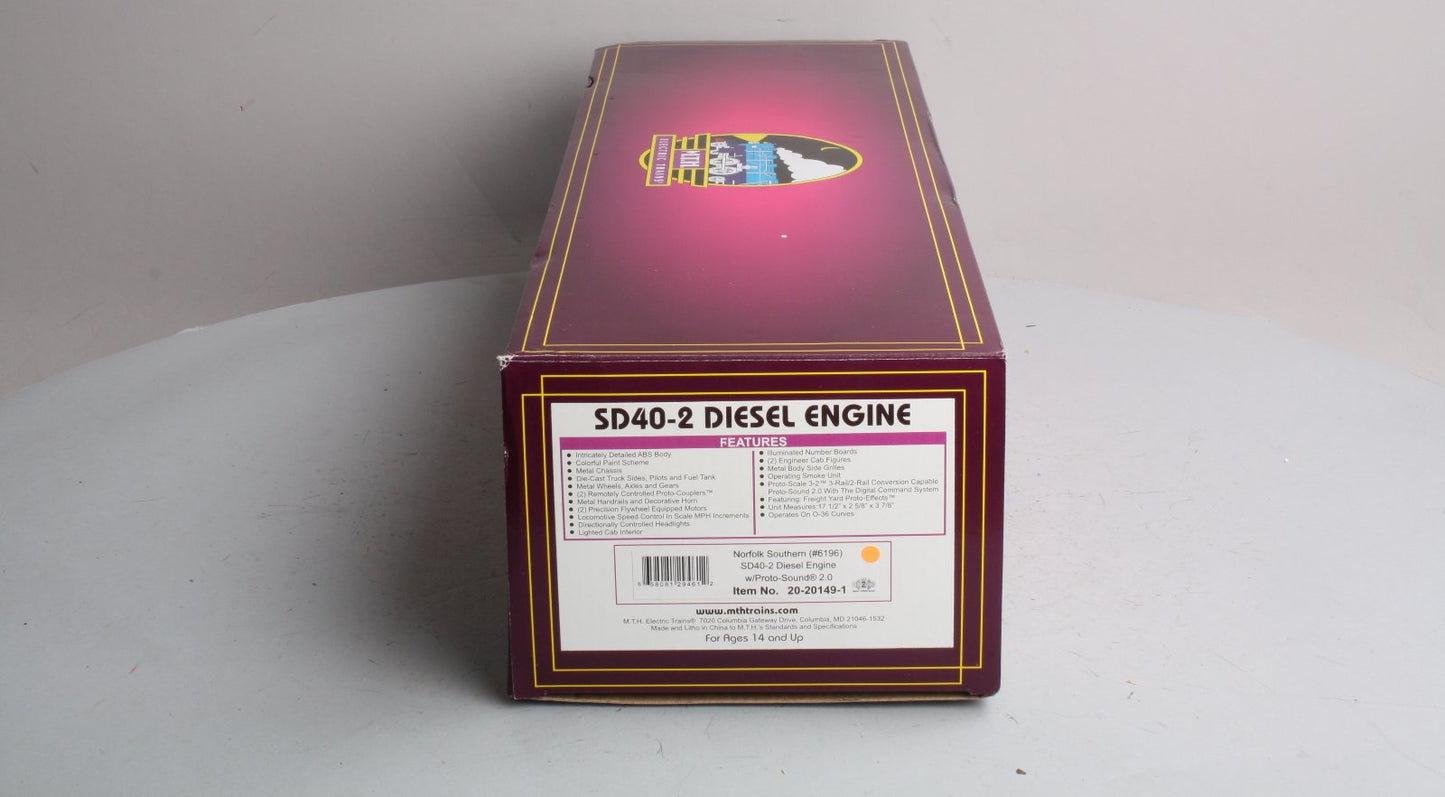 M.T.H.
ELECTRIC TRAINS
SD40-2 DIESEL ENGINE
FEATURES
● Intricately Detailed ABS Body
● Colorful Paint Scheme
● Metal Chassis
● Die-Cast Truck Sides, Pilots and Fuel Tank
● Metal Wheels, Axles and Gears
● (2) Remotely Controlled Proto-Couplers™
● Metal Handrails and Decorative Horn
● (2) Precision Flywheel Equipped Motors
● Locomotive Speed Control In Scale MPH Increments
● Directionally Controlled Headlights
● Lighted Cab Interior
● Illuminated Number Boards
● (2) Engineer Cab Figures
● Metal Body Side Grilles
● Operating Smoke Unit
● Proto-Scale 3-2™ 3-Rail/2-Rail Conversion Capable
Proto-Sound 2.0 With The Digital Command System
● Featuring: Freight Yard Proto-Effects™
● Unit Measures:17 1/2" x 2 5/8" x 3 7/8"
● Operates On O-36 Curves
6 58081 29461 2
Norfolk Southern (#6196)
SD40-2 Diesel Engine
w/Proto-Sound® 2.0
Item No. 20-20149-1
www.mthtrains.com
M.T.H. Electric Trains® 7020 Columbia Gateway Drive, Columbia, MD 21046-1532
Made and Litho in China to M.T.H.'s Standards and Specifications
For Ages 14 and Up